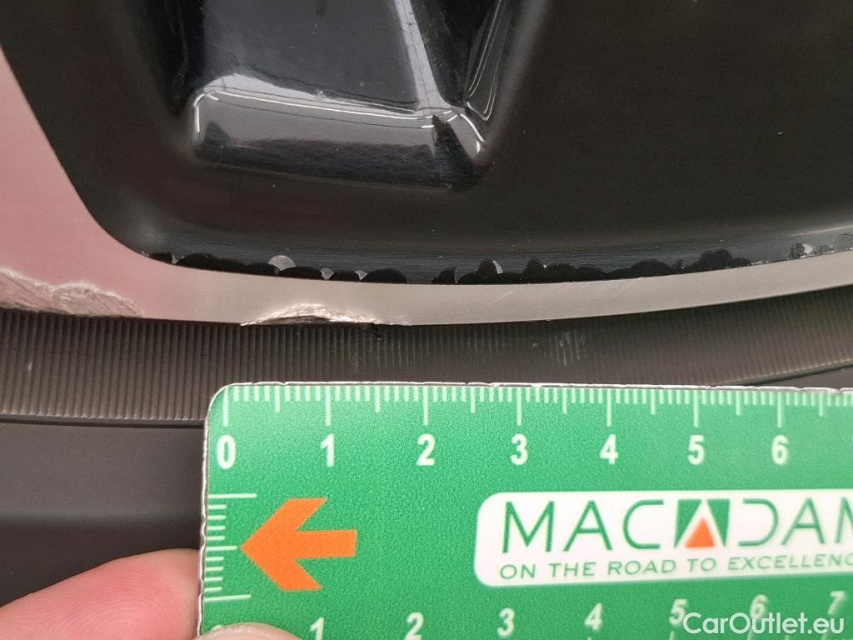 0 1 2 3 4 5 6
MACADAM
ON THE ROAD TO EXCELLENC
1 2 3 4 5 6 7
CarOutlet.eu